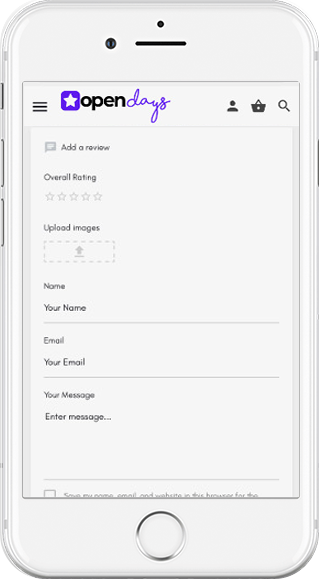 opendays
Add a review
Overall Rating
Upload images
Name
Your Name
Email
Your Email
Your Message
Enter message...
Save my name, email, and website in this browser for the